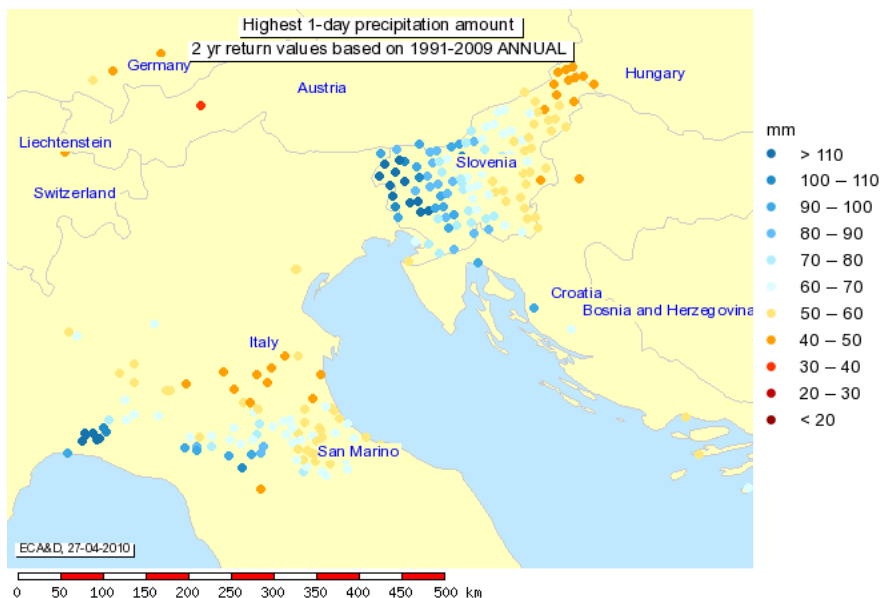 Highest 1-day precipitation amount
2 yr return values based on 1991-2009 ANNUAL
Germany
Hungary
Austria
mm
> 110
Liechtenstein
Slovenia
100 – 110
Switzerland
90 – 100
80 – 90
70 – 80
60 – 70
Croatia
Bosnia and Herzegovina
50 – 60
Italy
40 – 50
30 – 40
20 – 30
< 20
San Marino
ECA&D, 27-04-2010
0 50 100 150 200 250 300 350 400 450 500 km